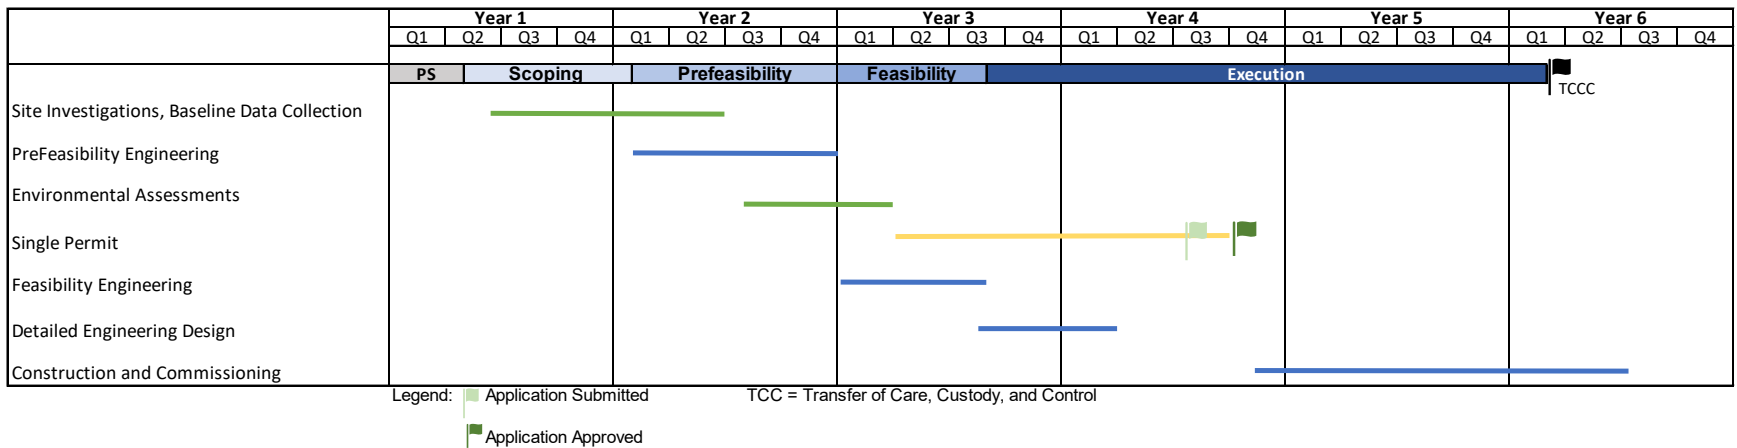 Year 1 Year 2 Year 3 Year 4 Year 5 Year 6
Q1 Q2 Q3 Q4 Q1 Q2 Q3 Q4 Q1 Q2 Q3 Q4 Q1 Q2 Q3 Q4 Q1 Q2 Q3 Q4 Q1 Q2 Q3 Q4
PS Scoping Prefeasibility Feasibility Execution
TCCC
Site Investigations, Baseline Data Collection
PreFeasibility Engineering
Environmental Assessments
Single Permit
Feasibility Engineering
Detailed Engineering Design
Construction and Commissioning
Legend: Application Submitted TCC = Transfer of Care, Custody, and Control
Application Approved